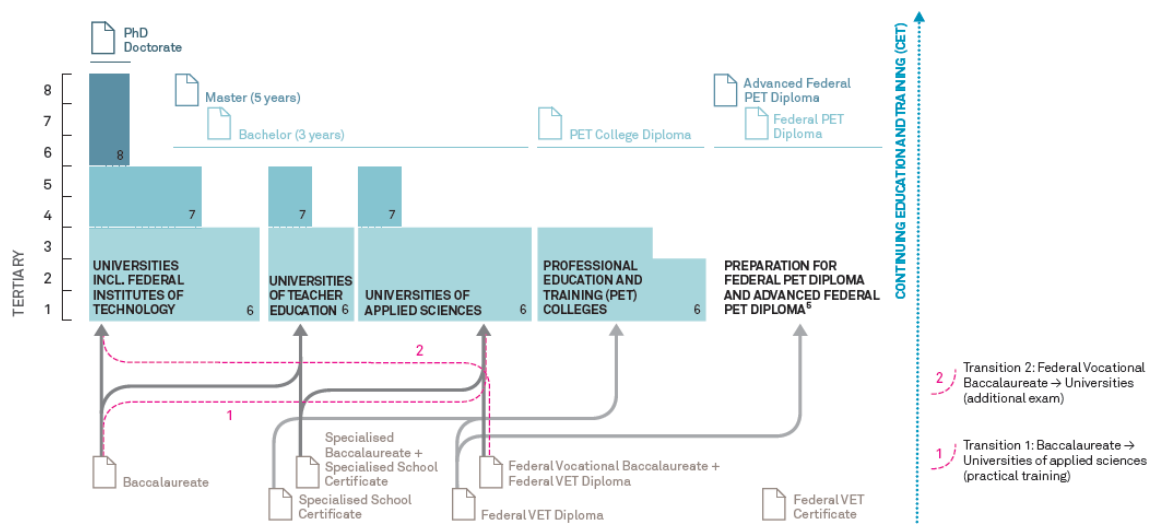 PhD
Doctorate
8
7
6
5
4
3
2
1
TERTIARY
Master (5 years)
Bachelor (3 years)
PET College Diploma
Advanced Federal
PET Diploma
Federal PET
Diploma
8
7
7
7
UNIVERSITIES
INCL. FEDERAL
INSTITUTES OF
TECHNOLOGY
6
UNIVERSITIES
OF TEACHER
EDUCATION
6
UNIVERSITIES OF
APPLIED SCIENCES
6
PROFESSIONAL
EDUCATION AND
TRAINING (PET)
COLLEGES
6
PREPARATION FOR
FEDERAL PET DIPLOMA
AND ADVANCED FEDERAL
PET DIPLOMA5
CONTINUING EDUCATION AND TRAINING (CET)
2
1
Baccalaureate
Specialised
Baccalaureate +
Specialised School
Certificate
Specialised School
Certificate
Federal Vocational Baccalaureate +
Federal VET Diploma
Federal VET Diploma
Federal VET
Certificate
2
Transition 2: Federal Vocational
Baccalaureate → Universities
(additional exam)
1
Transition 1: Baccalaureate →
Universities of applied sciences
(practical training)